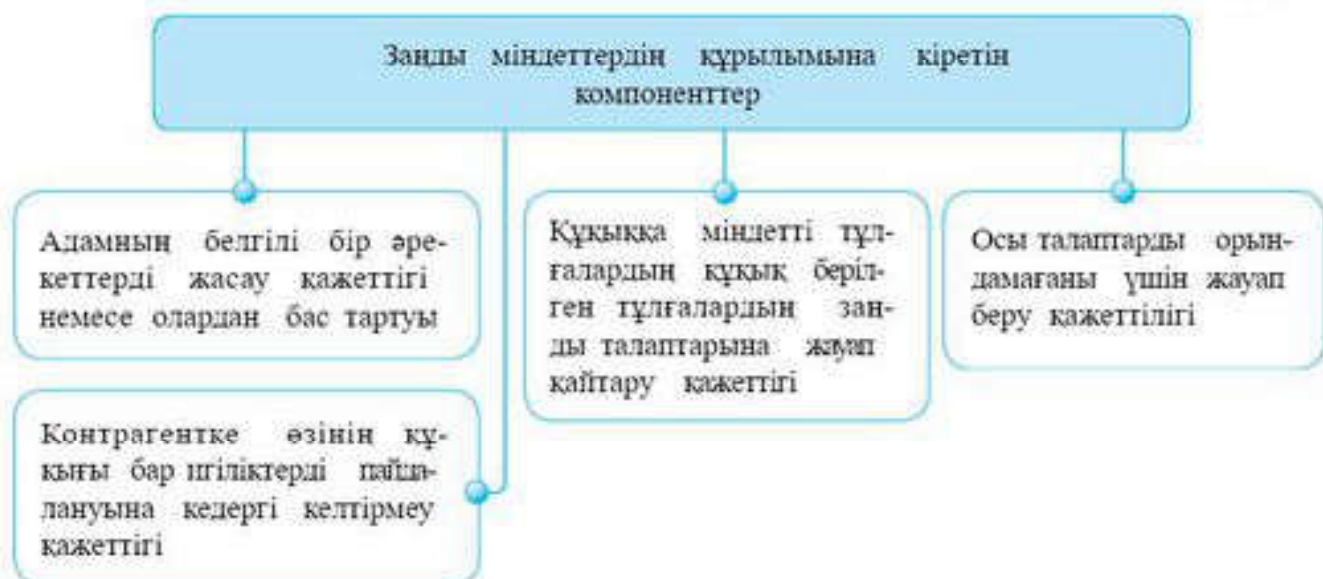 Заңды міндеттердің құрылымына кіретін
компоненттер
Адамның белгілі бір әре-
кеттерді жасау қажеттігі
немесе олардан бас тартуы
Контрагентке өзінің құ-
қығы бар игіліктерді пайда-
лануына кедергі келтірмеу
қажеттігі
Құқыққа міндетті тұл-
ғалардың құқық беріл-
ген тұлғалардың заң-
ды талаптарына жауап
қайтару қажеттігі
Осы талаптарды орын-
дамағаны үшін жауап
беру қажеттілігі